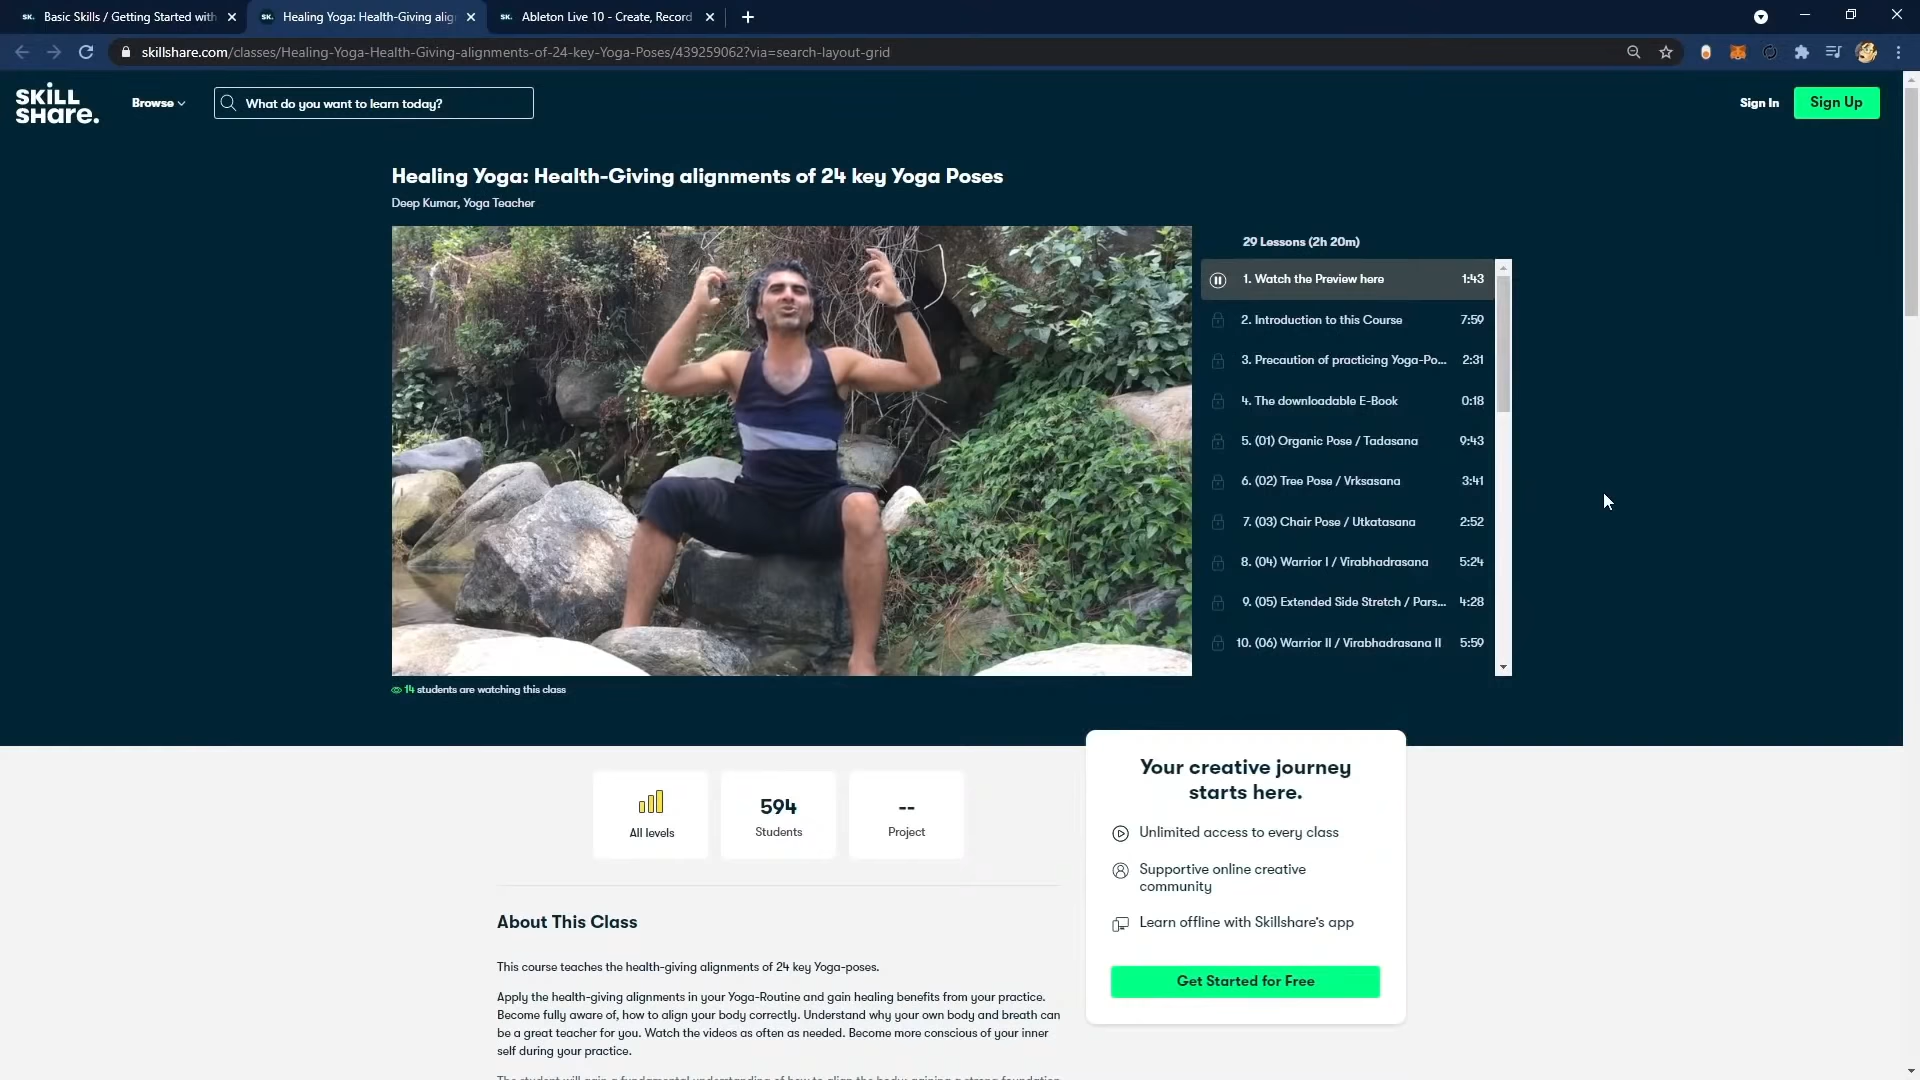 Basic Skills / Getting Started with
Healing Yoga: Health-Giving alig
Ableton Live 10 - Create, Record
skillshare.com/classes/Healing-Yoga-Health-Giving-alignments-of-24-key-Yoga-Poses/439259062?via=search-layout-grid
SKILL
SHare.
Browse
What do you want to learn today?
Sign In
Sign Up
Healing Yoga: Health-Giving alignments of 24 key Yoga Poses
Deep Kumar, Yoga Teacher
29 Lessons (2h 20m)
1. Watch the Preview here 1:43
2. Introduction to this Course 7:59
3. Precaution of practicing Yoga-Po... 2:31
4. The downloadable E-Book 0:18
5. (01) Organic Pose / Tadasana 9:43
6. (02) Tree Pose / Vrksasana 3:41
7. (03) Chair Pose / Utkatasana 2:52
8. (04) Warrior I / Virabhadrasana 5:24
9. (05) Extended Side Stretch / Pars... 4:28
10. (06) Warrior II / Virabhadrasana II 5:59
14 students are watching this class
All levels
594
Students
--
Project
Your creative journey
starts here.
Unlimited access to every class
Supportive online creative
community
Learn offline with Skillshare's app
Get Started for Free
About This Class
This course teaches the health-giving alignments of 24 key Yoga-poses.
Apply the health-giving alignments in your Yoga-Routine and gain healing benefits from your practice.
Become fully aware of, how to align your body correctly. Understand why your own body and breath can
be a great teacher for you. Watch the videos as often as needed. Become more conscious of your inner
self during your practice.